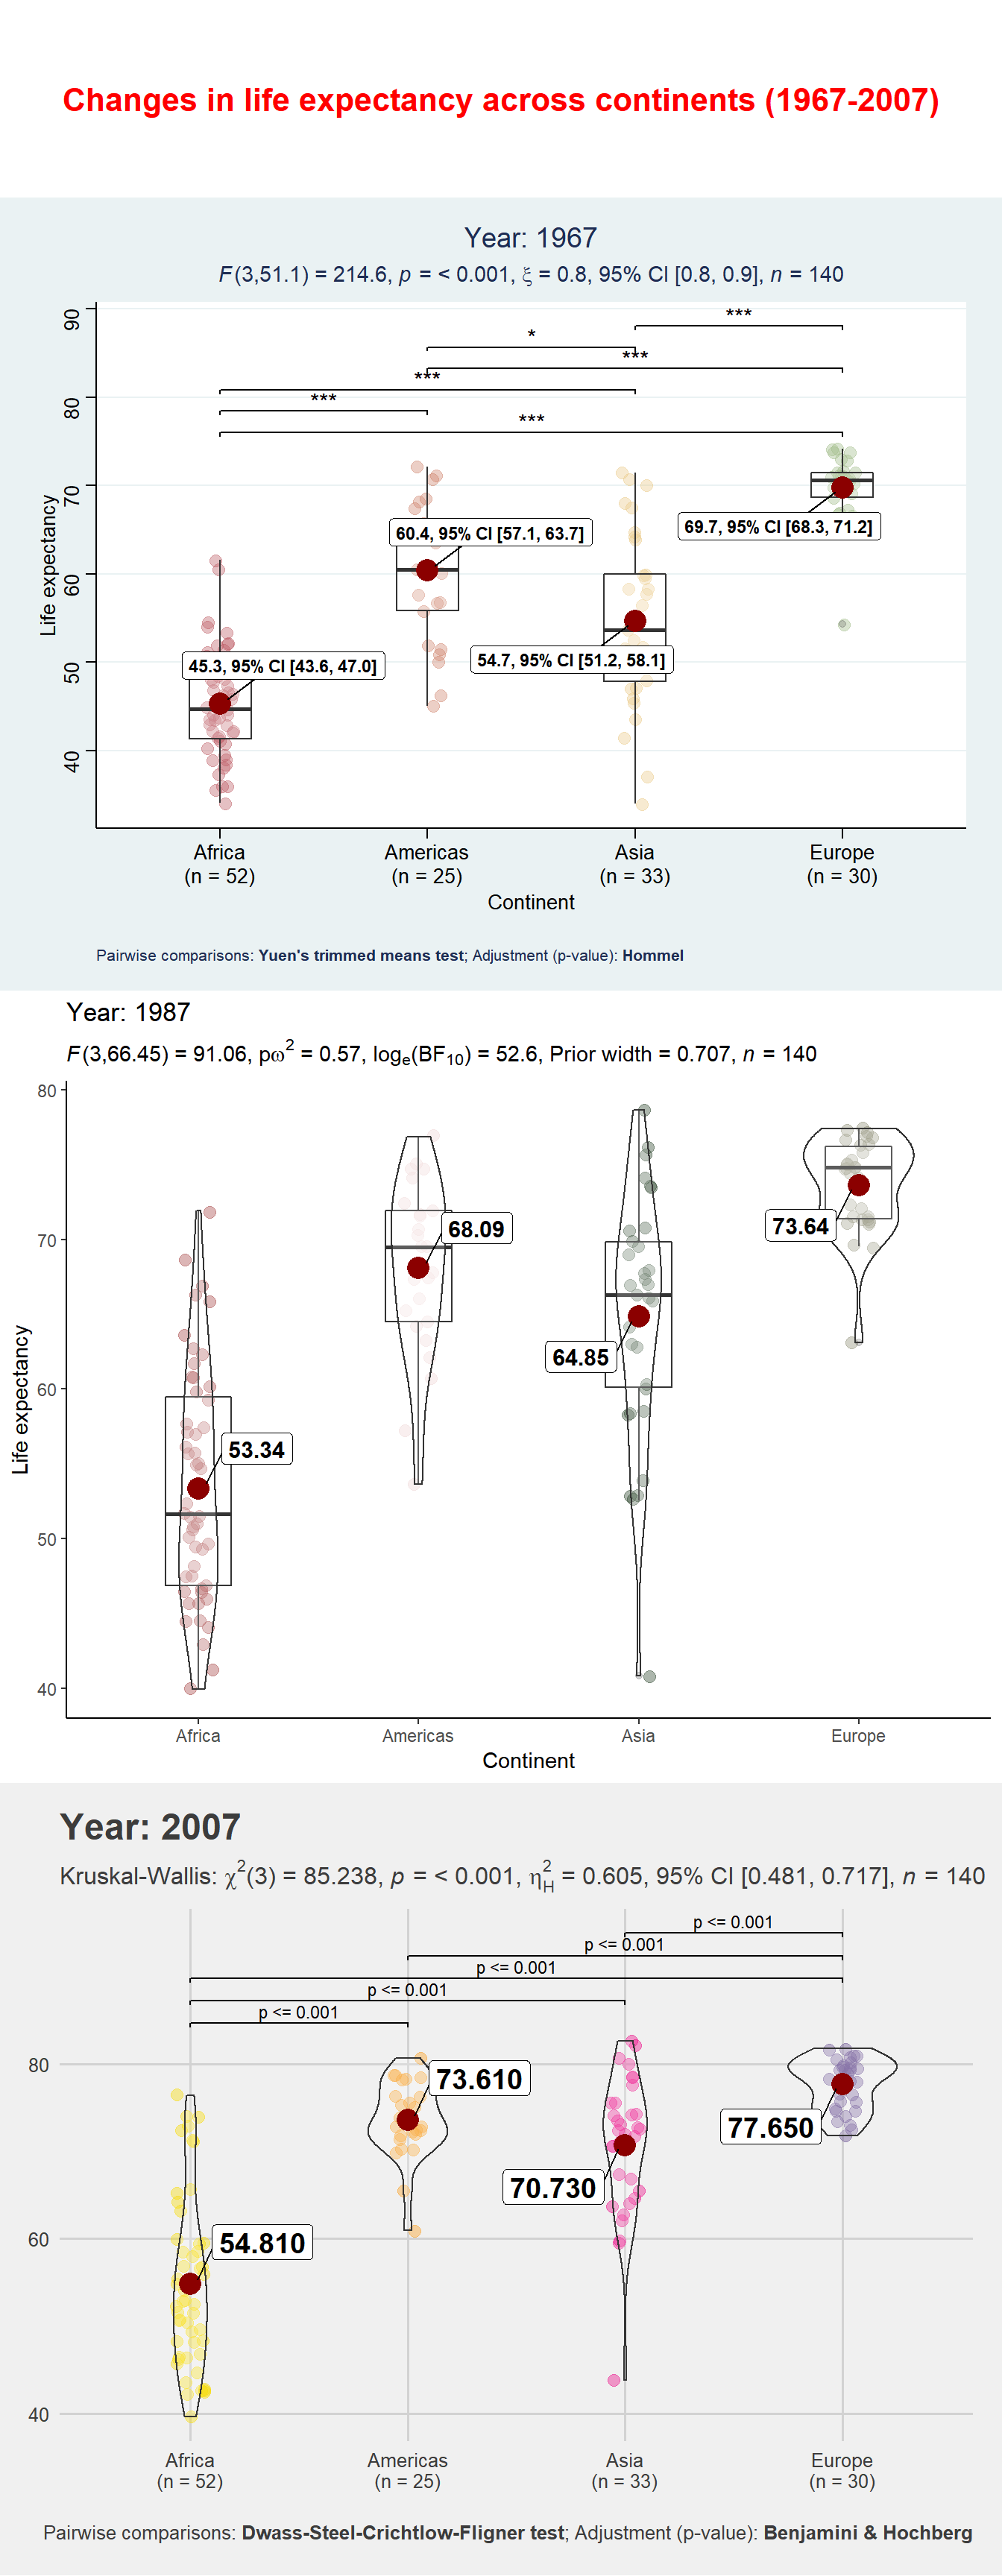 Changes in life expectancy across continents (1967-2007)
Year: 1967
F(3,51.1) = 214.6, p = < 0.001, ξ = 0.8, 95% CI [0.8, 0.9], n = 140
90
80
70
60
50
40
Life expectancy
***
*
***
***
***
***
60.4, 95% CI [57.1, 63.7]
69.7, 95% CI [68.3, 71.2]
45.3, 95% CI [43.6, 47.0]
54.7, 95% CI [51.2, 58.1]
Africa Americas Asia Europe
(n = 52) (n = 25) (n = 33) (n = 30)
Continent
Pairwise comparisons: Yuen's trimmed means test; Adjustment (p-value): Hommel
Year: 1987
F(3,66.45) = 91.06, pω² = 0.57, logₑ(BF₁₀) = 52.6, Prior width = 0.707, n = 140
80
70
60
50
40
Life expectancy
68.09
73.64
64.85
53.34
Africa Americas Asia Europe
Continent
Year: 2007
Kruskal-Wallis: χ²(3) = 85.238, p = < 0.001, η²H = 0.605, 95% CI [0.481, 0.717], n = 140
p <= 0.001
p <= 0.001
p <= 0.001
p <= 0.001
p <= 0.001
80
60
40
73.610
77.650
70.730
54.810
Africa Americas Asia Europe
(n = 52) (n = 25) (n = 33) (n = 30)
Pairwise comparisons: Dwass-Steel-Crichtlow-Fligner test; Adjustment (p-value): Benjamini & Hochberg